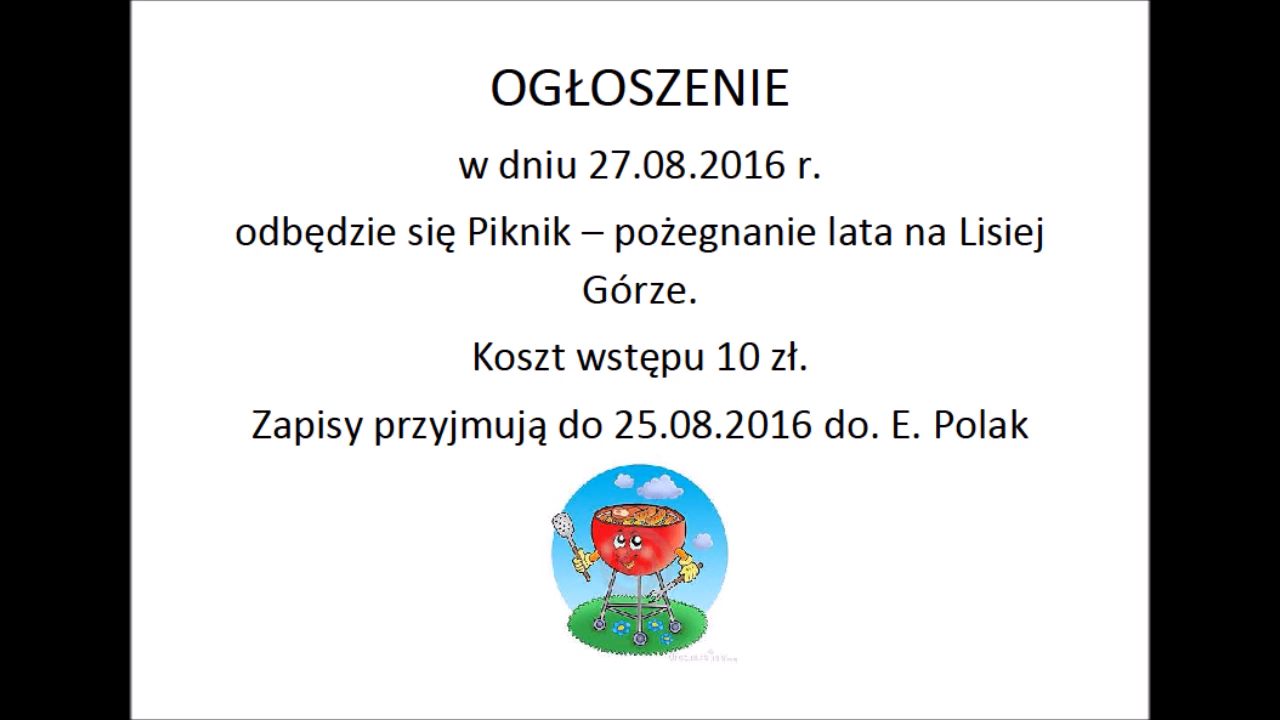 OGŁOSZENIE
w dniu 27.08.2016 r.
odbędzie się Piknik – pożegnanie lata na Lisiej
Górze.
Koszt wstępu 10 zł.
Zapisy przyjmują do 25.08.2016 do. E. Polak